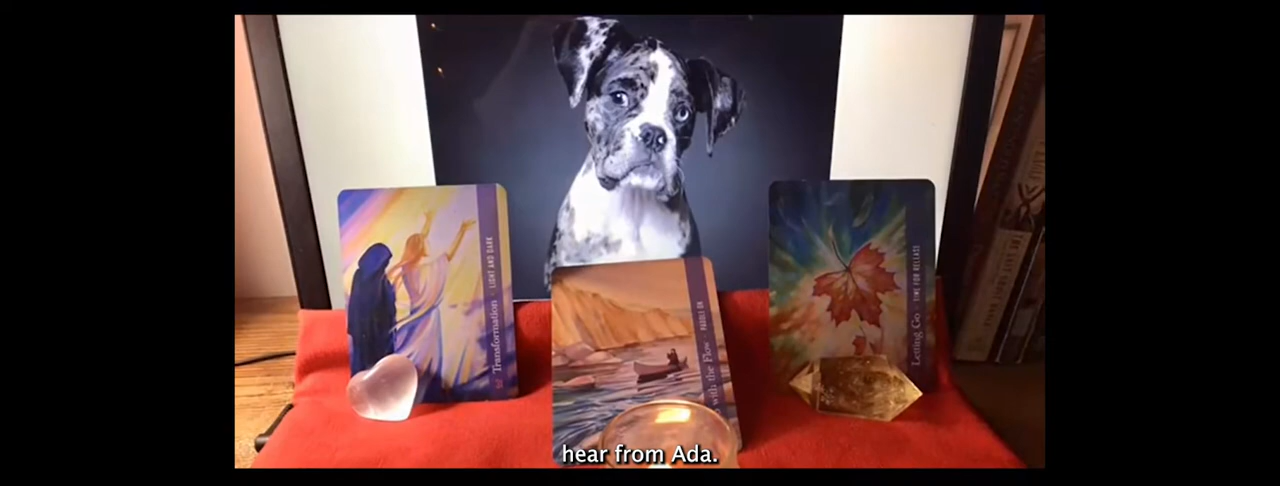 Transformation · LIGHT AND DARK
with the Flow · PADDLE ON
Letting Go · TIME FOR RELEASE
hear from Ada.